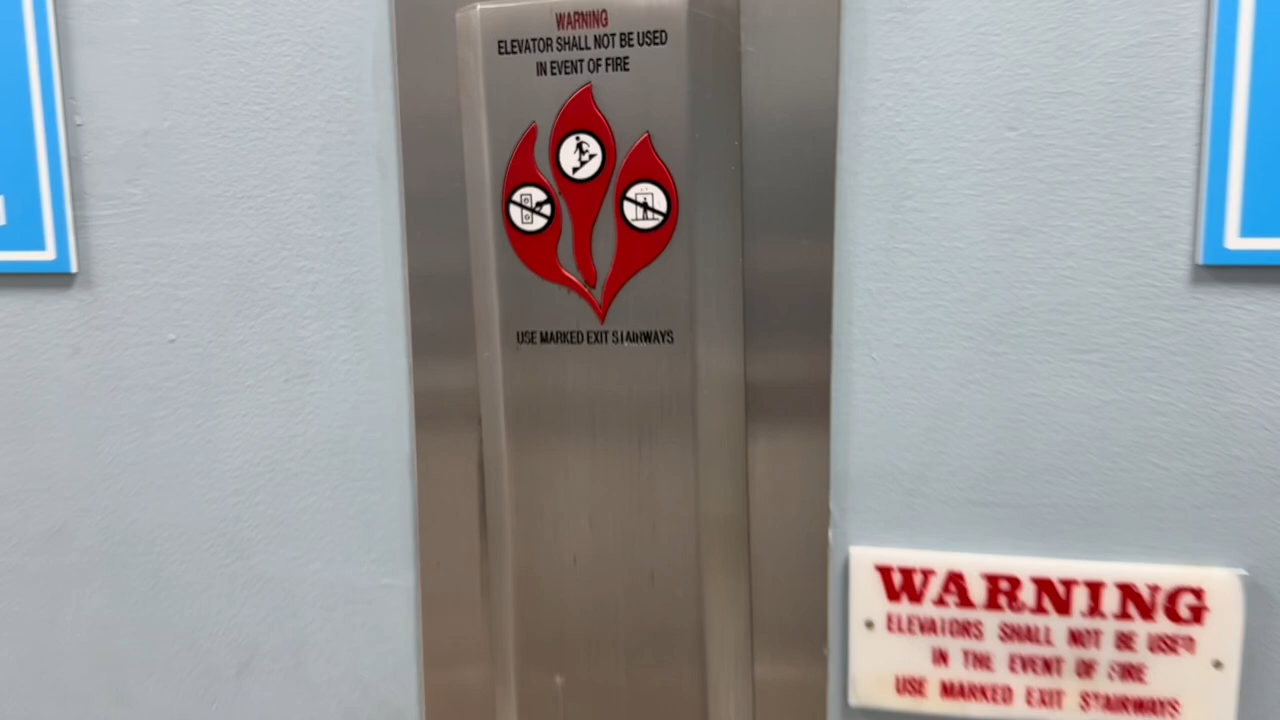 WARNING
ELEVATOR SHALL NOT BE USED
IN EVENT OF FIRE
USE MARKED EXIT STAIRWAYS
WARNING
ELEVATORS SHALL NOT BE USED
IN THE EVENT OF FIRE
USE MARKED EXIT STAIRWAYS